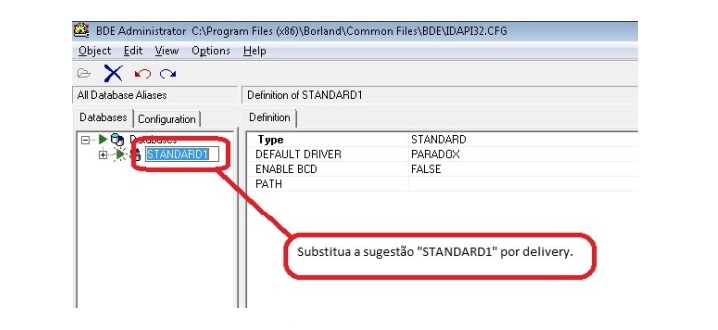 BDE Administrator C:\Program Files (x86)\Borland\Common Files\BDE\IDAPI32.CFG
Object Edit View Options Help
All Database Aliases
Definition of STANDARD1
Databases Configuration
Definition
Databases
STANDARD1
Type STANDARD
DEFAULT DRIVER PARADOX
ENABLE BCD FALSE
PATH
Substitua a sugestão "STANDARD1" por delivery.